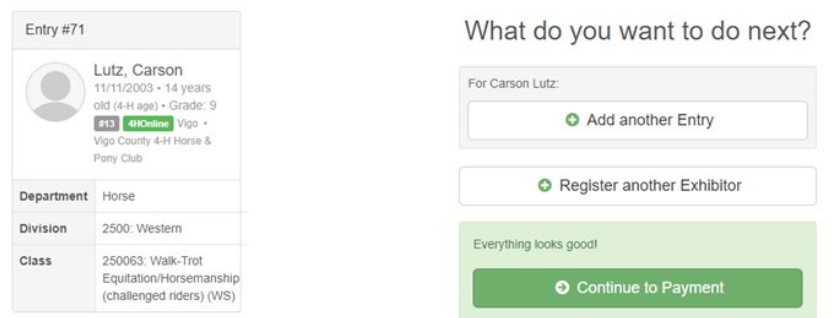 Entry #71
Lutz, Carson
11/11/2003 • 14 years
old (4-H age) • Grade: 9
#13 4HOnline Vigo •
Vigo County 4-H Horse &
Pony Club
Department Horse
Division 2500: Western
Class 250063: Walk-Trot
Equitation/Horsemanship
(challenged riders) (WS)
What do you want to do next?
For Carson Lutz:
Add another Entry
Register another Exhibitor
Everything looks good!
Continue to Payment